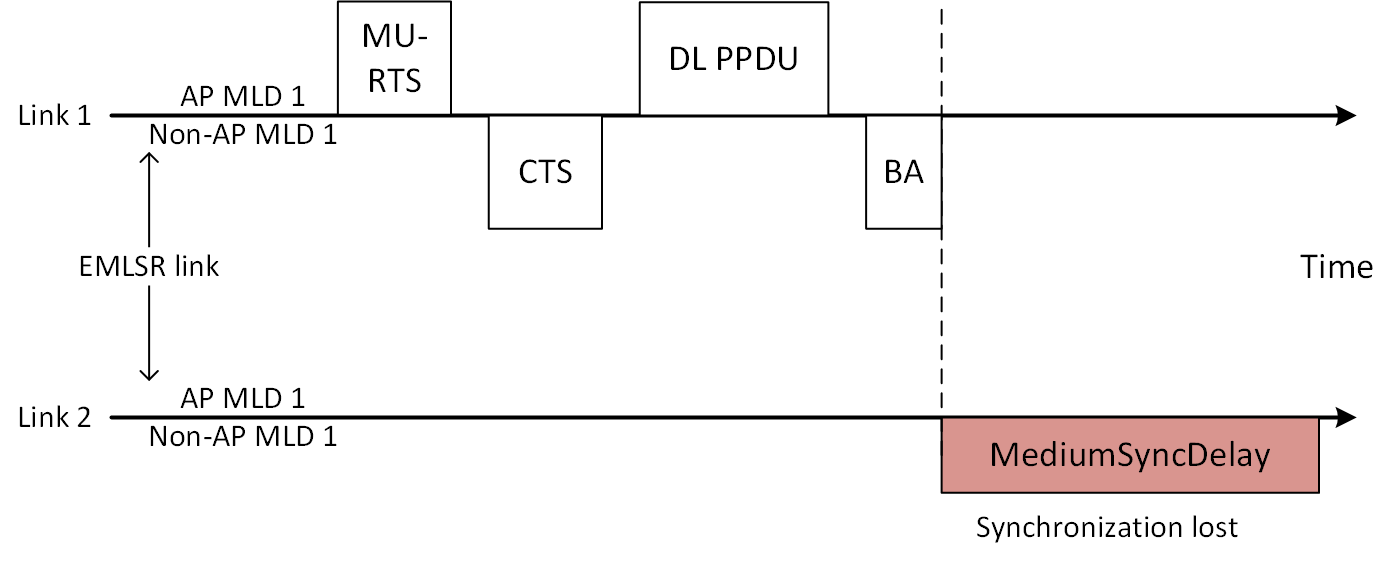 MU-
RTS
DL PPDU
AP MLD 1
Link 1
Non-AP MLD 1
CTS
BA
EMLSR link
Time
AP MLD 1
Link 2
Non-AP MLD 1
MediumSyncDelay
Synchronization lost